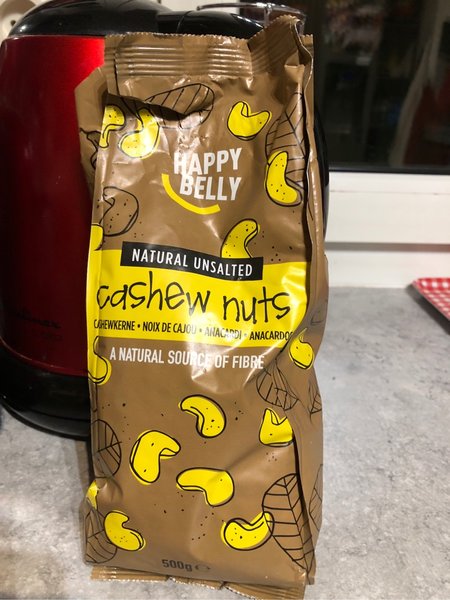 HAPPY
BELLY
NATURAL UNSALTED
cashew nuts
CASHEWKERNE • NOIX DE CAJOU • ANACARDI • ANACARDOS
A NATURAL SOURCE OF FIBRE
500g ℮